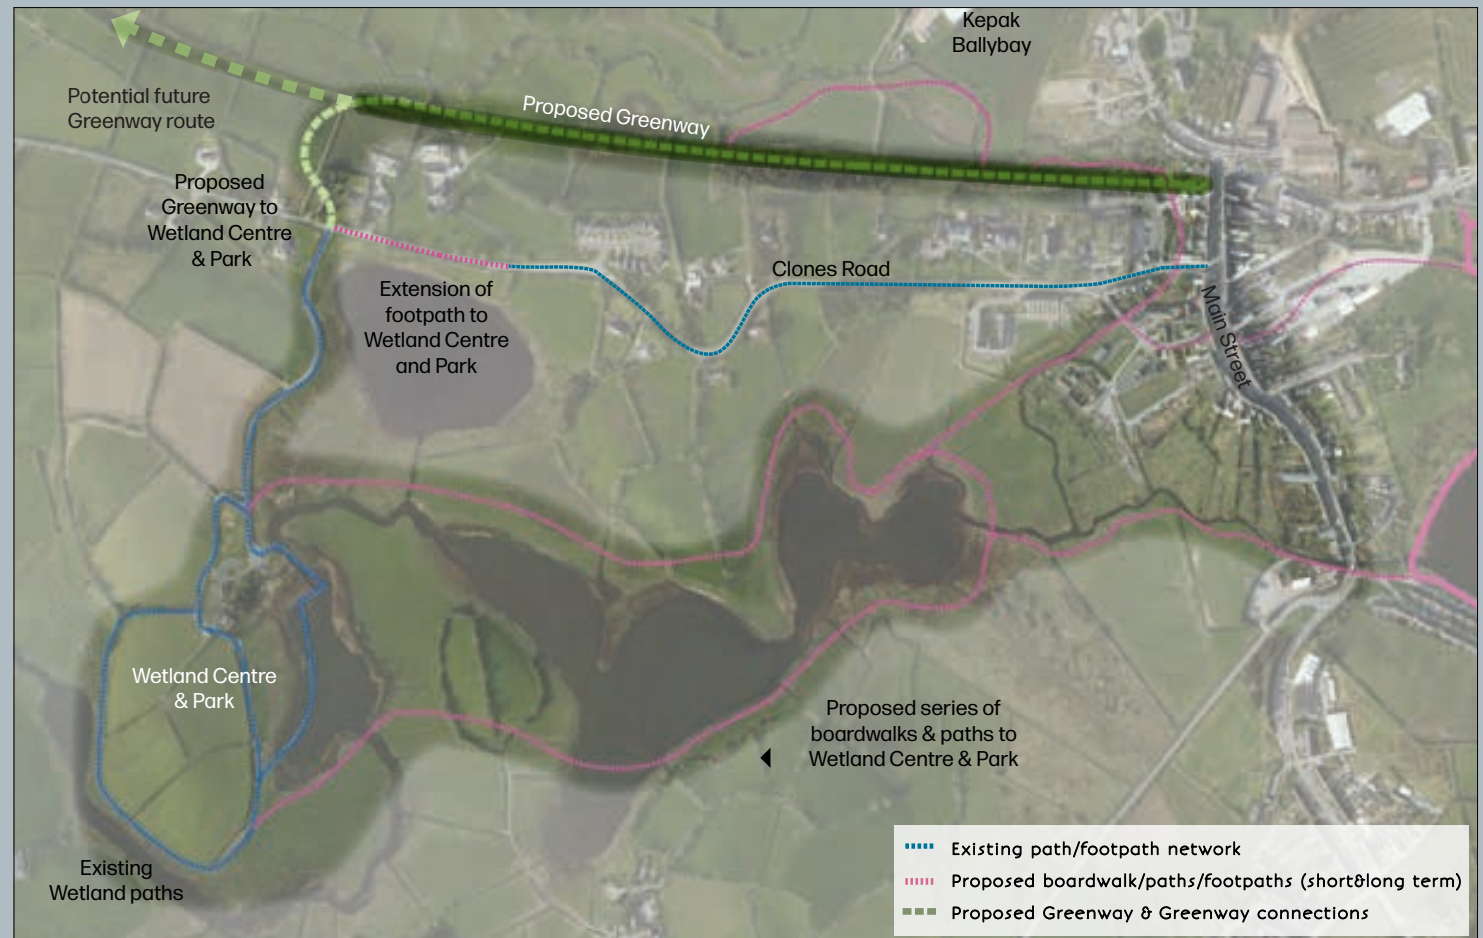 Kepak
Ballybay
Potential future
Greenway route
Proposed Greenway
Proposed
Greenway to
Wetland Centre
& Park
Clones Road
Extension of
footpath to
Wetland Centre
and Park
Main Street
Wetland Centre
& Park
Proposed series of
boardwalks & paths to
Wetland Centre & Park
Existing
Wetland paths
Existing path/footpath network
Proposed boardwalk/paths/footpaths (short&long term)
Proposed Greenway & Greenway connections